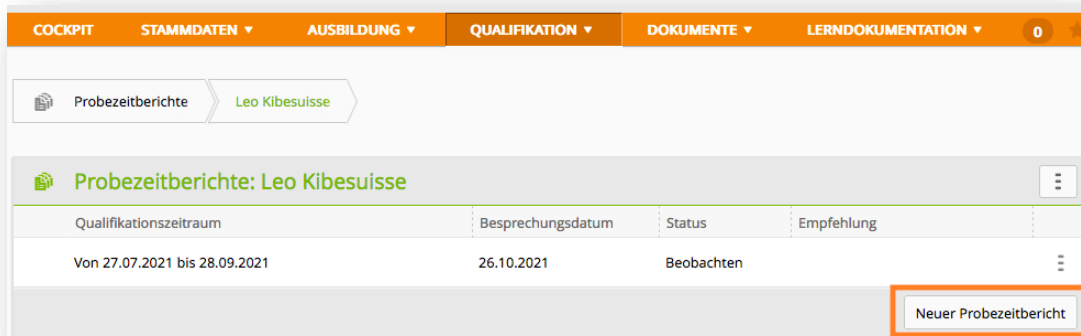 COCKPIT STAMMDATEN AUSBILDUNG QUALIFIKATION DOKUMENTE LERNDOKUMENTATION 0
Probezeitberichte Leo Kibesuisse
Probezeitberichte: Leo Kibesuisse
Qualifikationszeitraum Besprechungsdatum Status Empfehlung
Von 27.07.2021 bis 28.09.2021 26.10.2021 Beobachten
Neuer Probezeitbericht